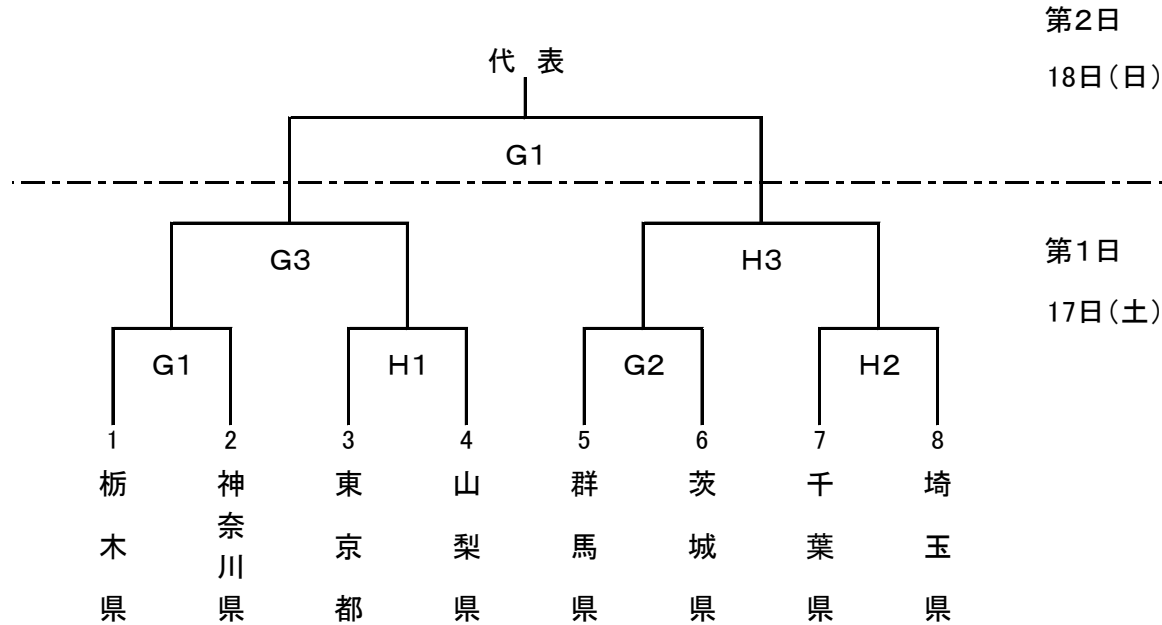 第2日
代 表
18日(日)
G1
第1日
G3
H3
17日(土)
G1
H1
G2
H2
1
2
3
4
5
6
7
8
栃木県
神奈川県
東京都
山梨県
群馬県
茨城県
千葉県
埼玉県